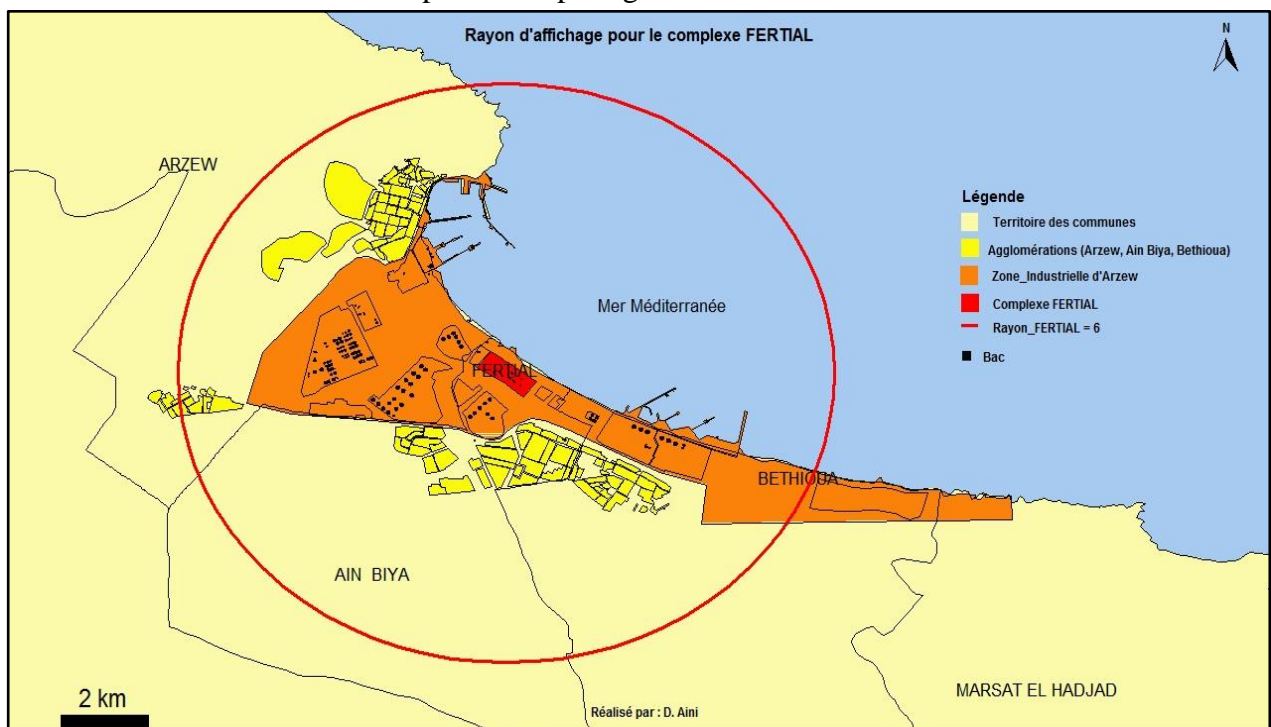 Rayon d'affichage pour le complexe FERTIAL
N
ARZEW
Légende
Territoire des communes
Agglomérations (Arzew, Ain Biya, Bethioua)
Zone_Industrielle d'Arzew
Complexe FERTIAL
Rayon_FERTIAL = 6
Bac
Mer Méditerranée
FERTIAL
BETHIOUA
AIN BIYA
MARSAT EL HADJAD
2 km
Réalisé par : D. Aini